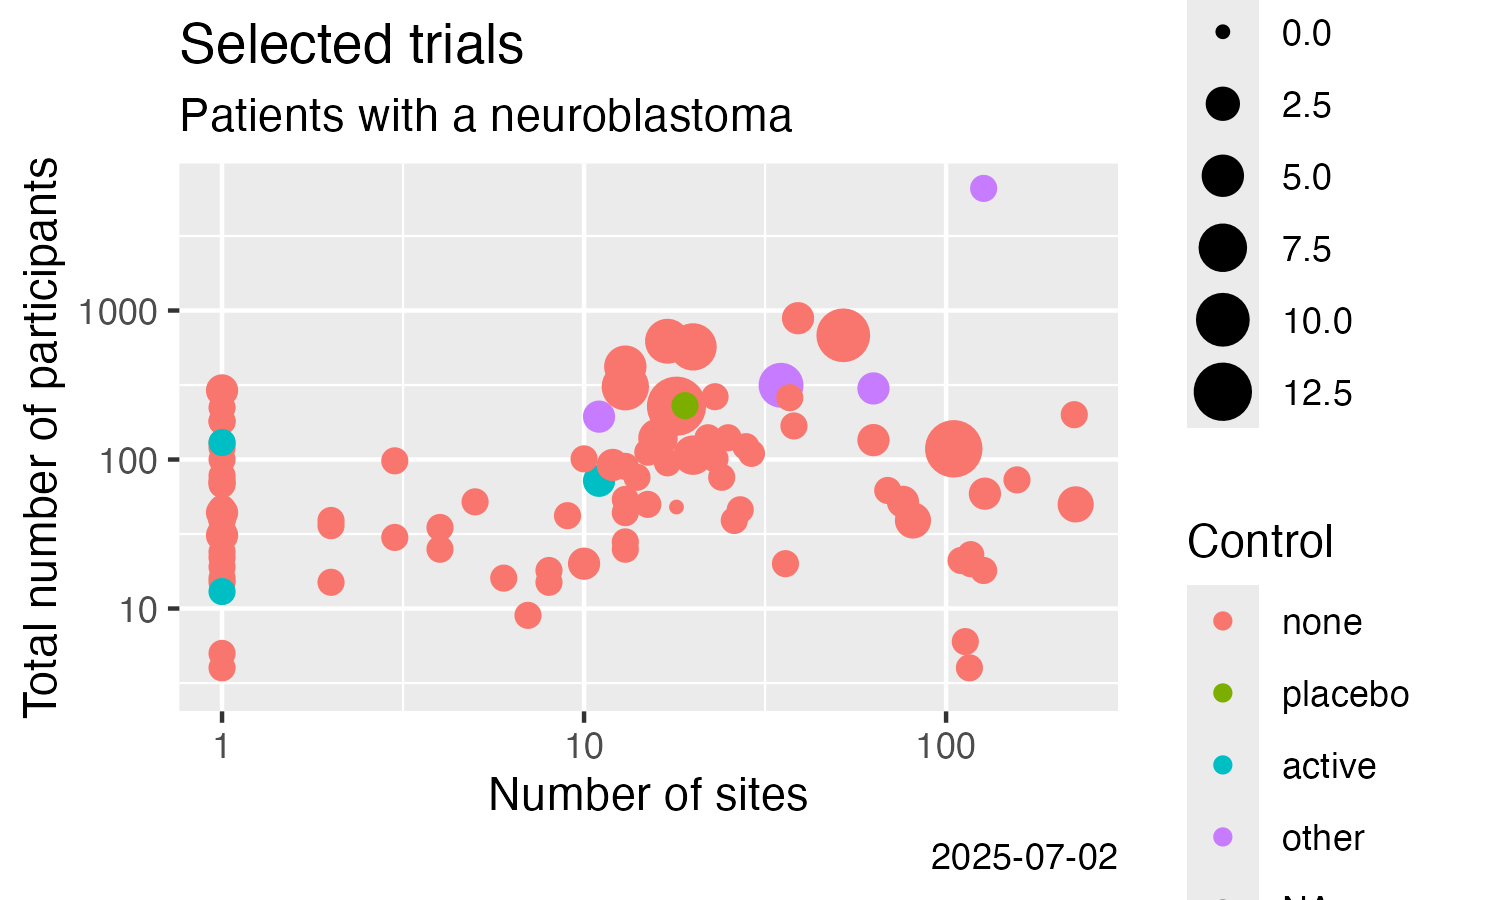 Selected trials
Patients with a neuroblastoma
Total number of participants
1000
100
10
1
10
100
Number of sites
2025-07-02
0.0
2.5
5.0
7.5
10.0
12.5
Control
none
placebo
active
other